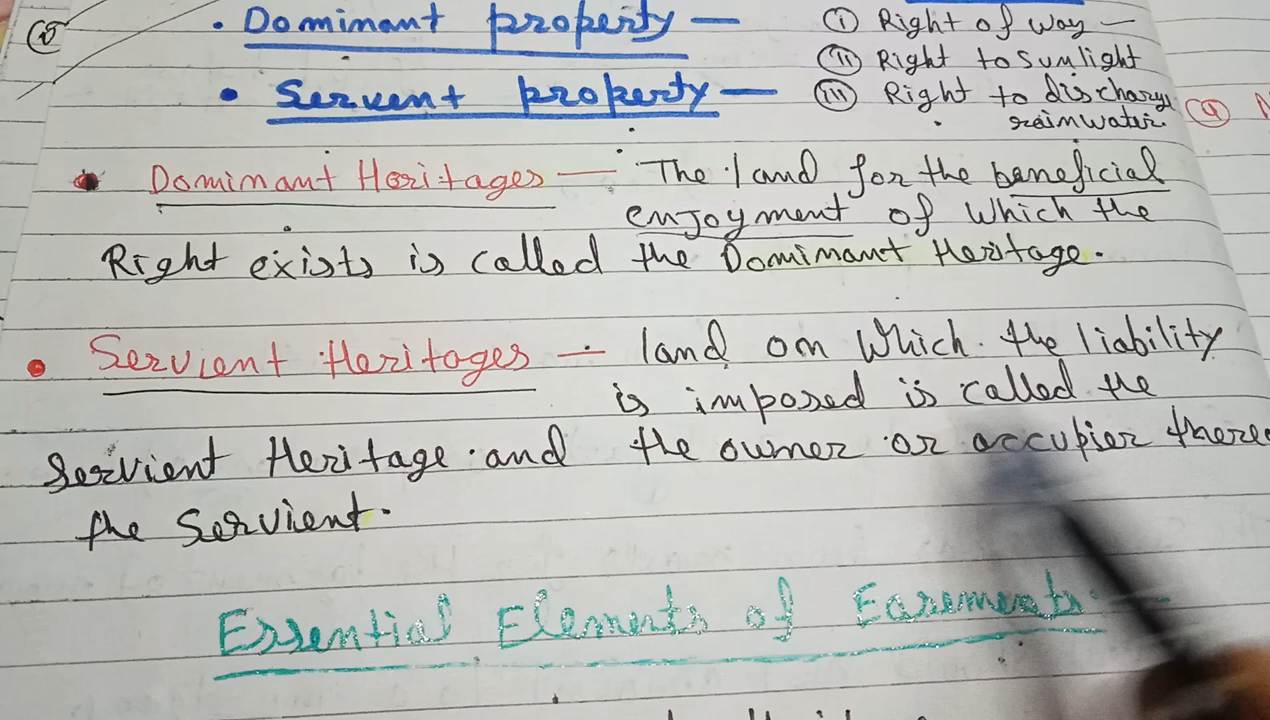 (v) • Dominant property — (i) Right of way —
(ii) Right to sunlight
• Servent property — (iii) Right to discharge
rainwater. (a)
• Dominant Heritages — The land for the beneficial
enjoyment of which the
Right exists is called the Dominant Heritage.
• Servient Heritages — land on which the liability
is imposed is called the
Servient Heritage and the owner or occupier there
the Servient.
Essential Elements of Easements. —